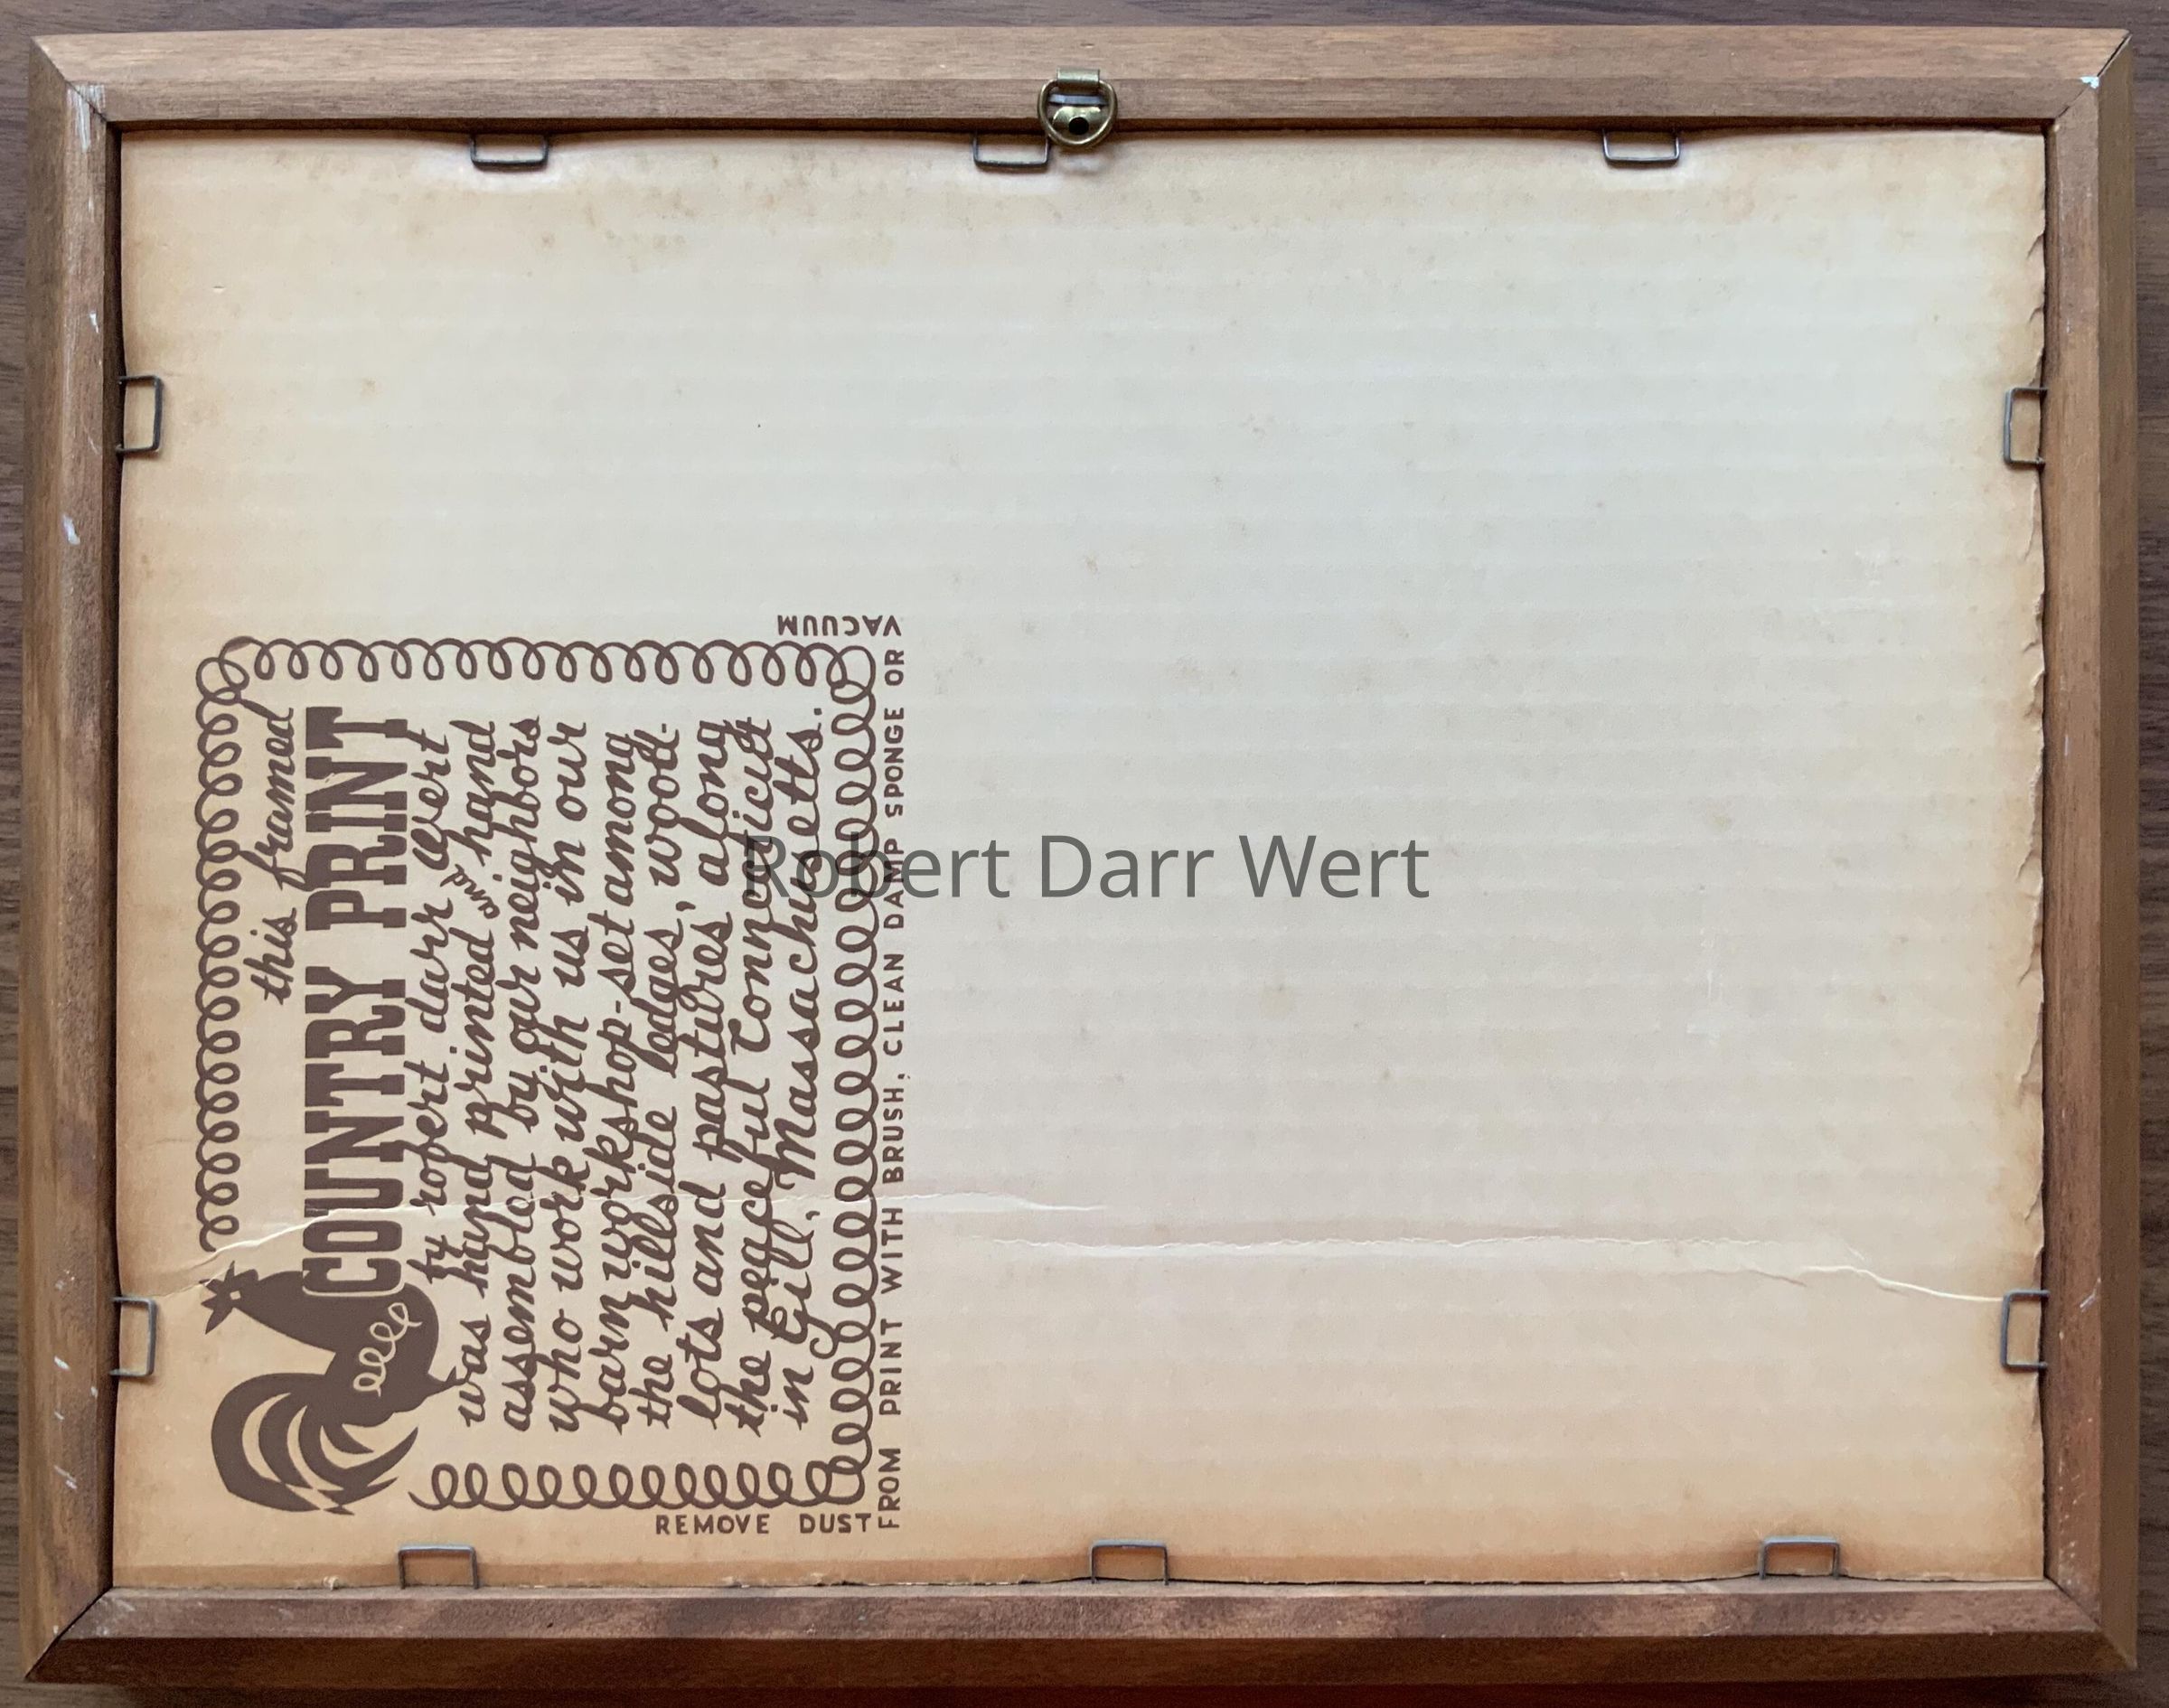 this framed
COUNTRY PRINT
by robert darr wert
was hand printed and hand
assembled by our neighbors
who work with us in our
barn workshop-set among
the hillside ledges, wood-
lots and pastures, along
the peaceful Connecticut
in Gill, Massachusetts.
REMOVE DUST
FROM PRINT WITH BRUSH, CLEAN DAMP SPONGE OR
VACUUM
Robert Darr Wert